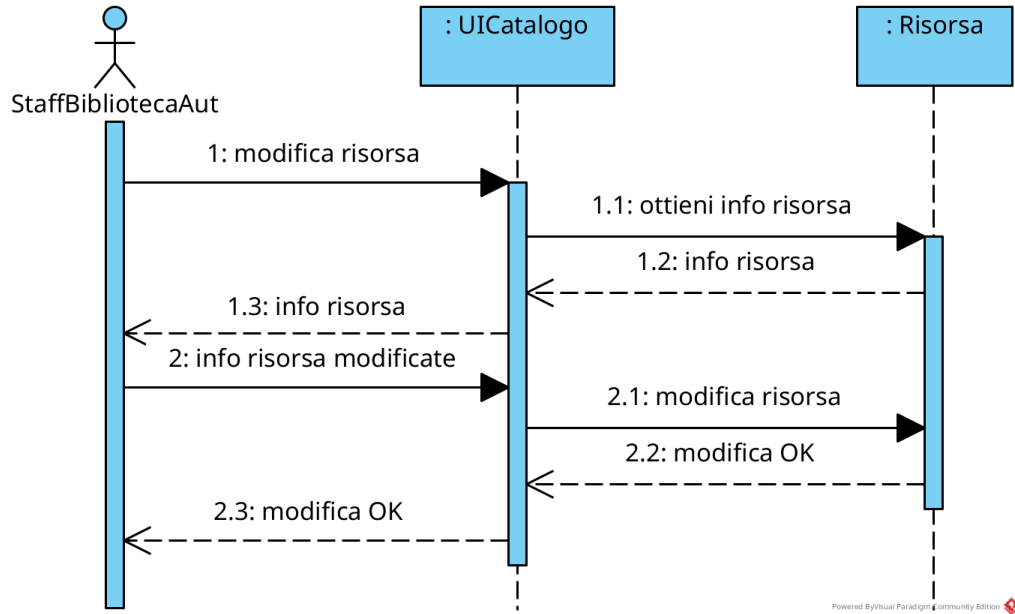 : UICatalogo
: Risorsa
StaffBibliotecaAut
1: modifica risorsa
1.1: ottieni info risorsa
1.2: info risorsa
1.3: info risorsa
2: info risorsa modificate
2.1: modifica risorsa
2.2: modifica OK
2.3: modifica OK
Powered ByVisual Paradigm Community Edition